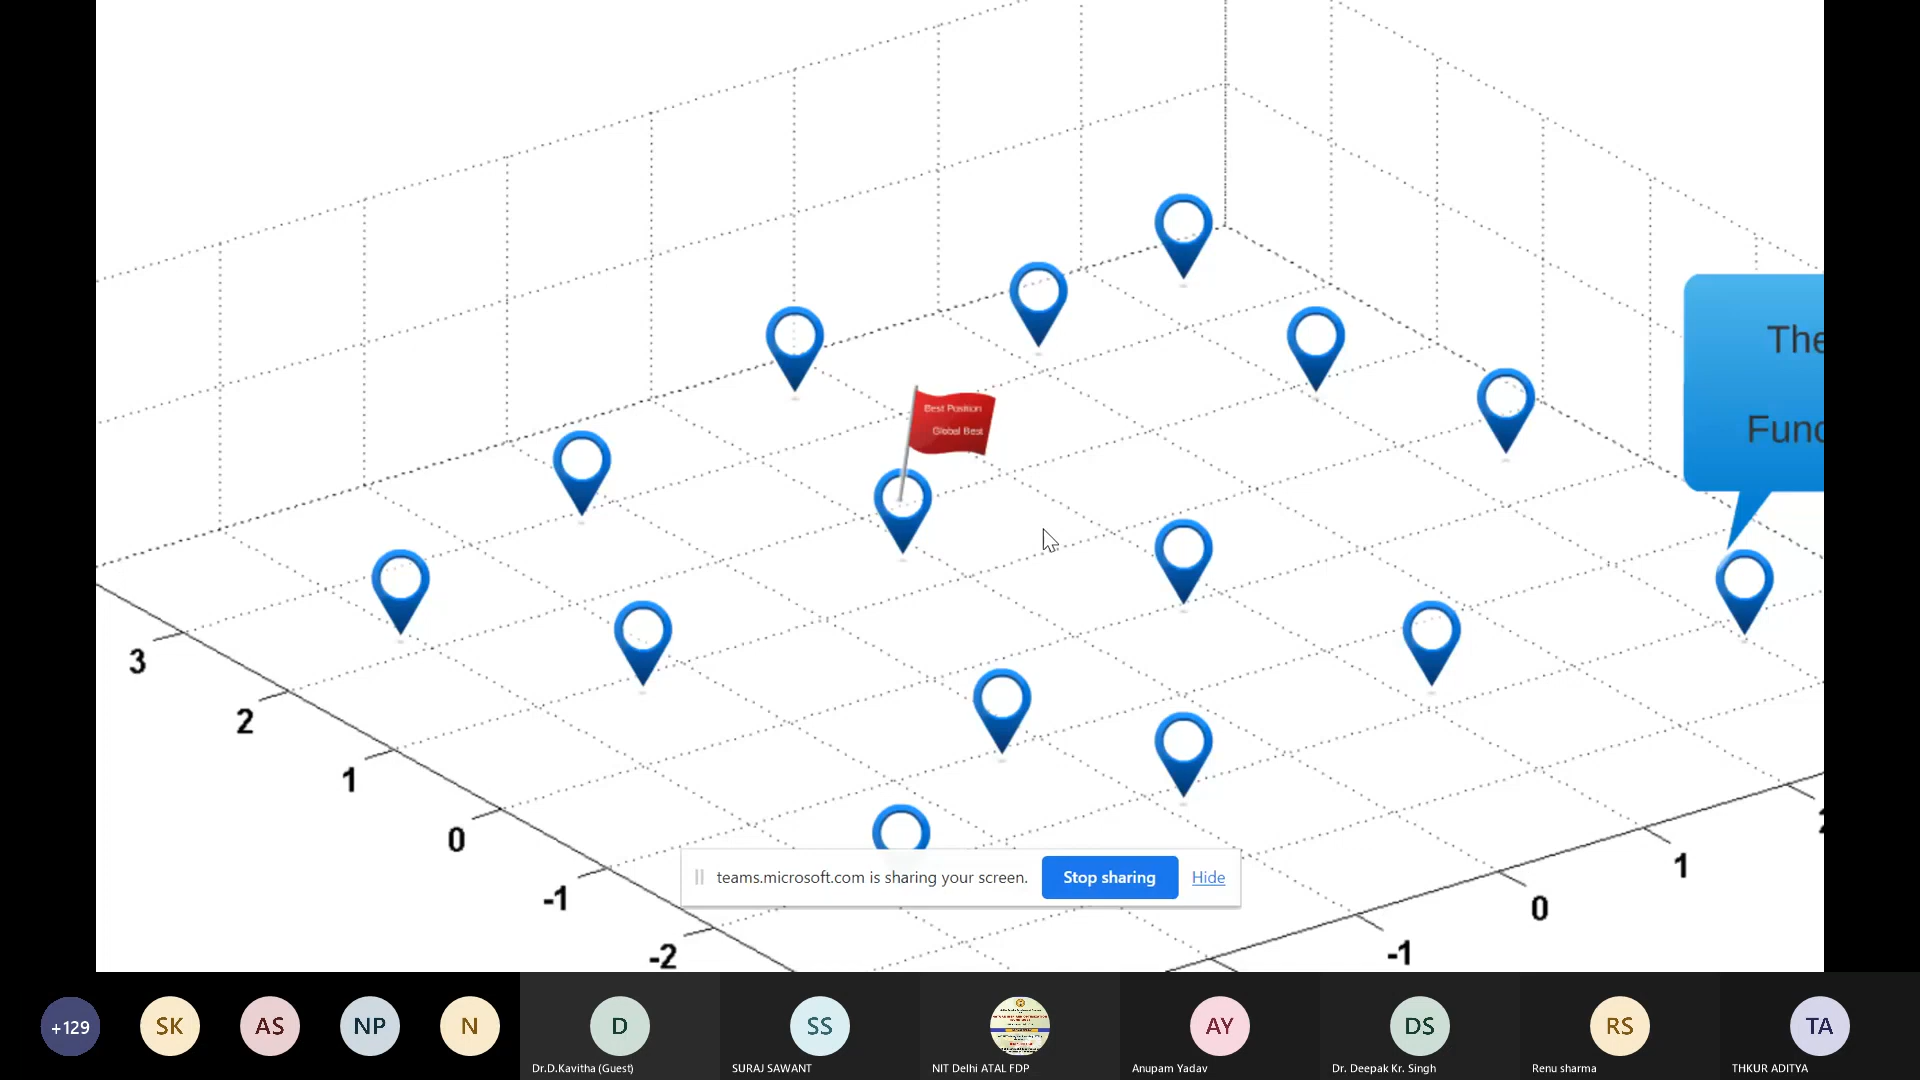 The
Func
Best Position
Global Best
3
2
1
0
-1
-2
1
0
-1
teams.microsoft.com is sharing your screen.
Stop sharing
Hide
+129
SK
AS
NP
N
D
SS
AY
DS
RS
TA
Dr.D.Kavitha (Guest)
SURAJ SAWANT
NIT Delhi ATAL FDP
Anupam Yadav
Dr. Deepak Kr. Singh
Renu sharma
THKUR ADITYA